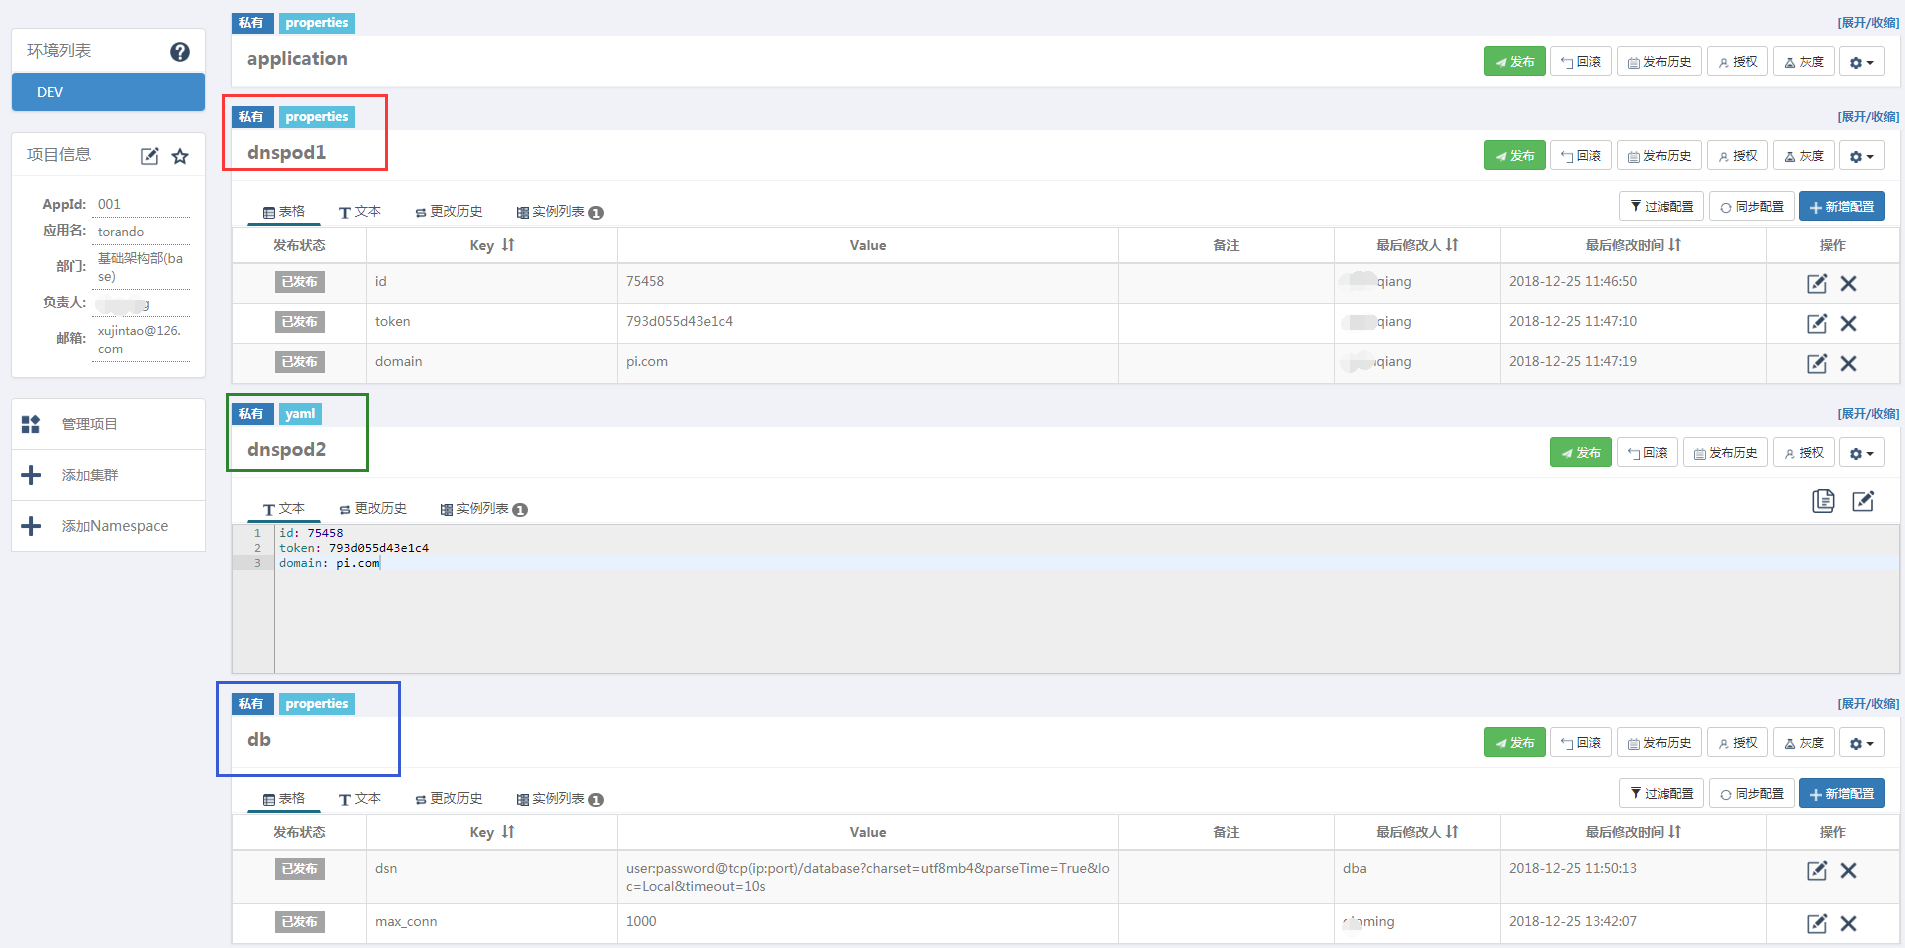 环境列表
DEV
项目信息
AppId: 001
应用名: torando
部门: 基础架构部(ba
se)
负责人:
邮箱: xujintao@126.
com
管理项目
添加集群
添加Namespace
私有 properties [展开/收缩]
application 发布 回滚 发布历史 授权 灰度
私有 properties [展开/收缩]
dnspod1 发布 回滚 发布历史 授权 灰度
表格 文本 更改历史 实例列表 1 过滤配置 同步配置 新增配置
发布状态 Key Value 备注 最后修改人 最后修改时间 操作
已发布 id 75458 qiang 2018-12-25 11:46:50
已发布 token 793d055d43e1c4 qiang 2018-12-25 11:47:10
已发布 domain pi.com qiang 2018-12-25 11:47:19
私有 yaml [展开/收缩]
dnspod2 发布 回滚 发布历史 授权
文本 更改历史 实例列表 1
1 id: 75458
2 token: 793d055d43e1c4
3 domain: pi.com
私有 properties [展开/收缩]
db 发布 回滚 发布历史 授权 灰度
表格 文本 更改历史 实例列表 1 过滤配置 同步配置 新增配置
发布状态 Key Value 备注 最后修改人 最后修改时间 操作
已发布 dsn user:password@tcp(ip:port)/database?charset=utf8mb4&parseTime=True&lo
c=Local&timeout=10s dba 2018-12-25 11:50:13
已发布 max_conn 1000 ming 2018-12-25 13:42:07